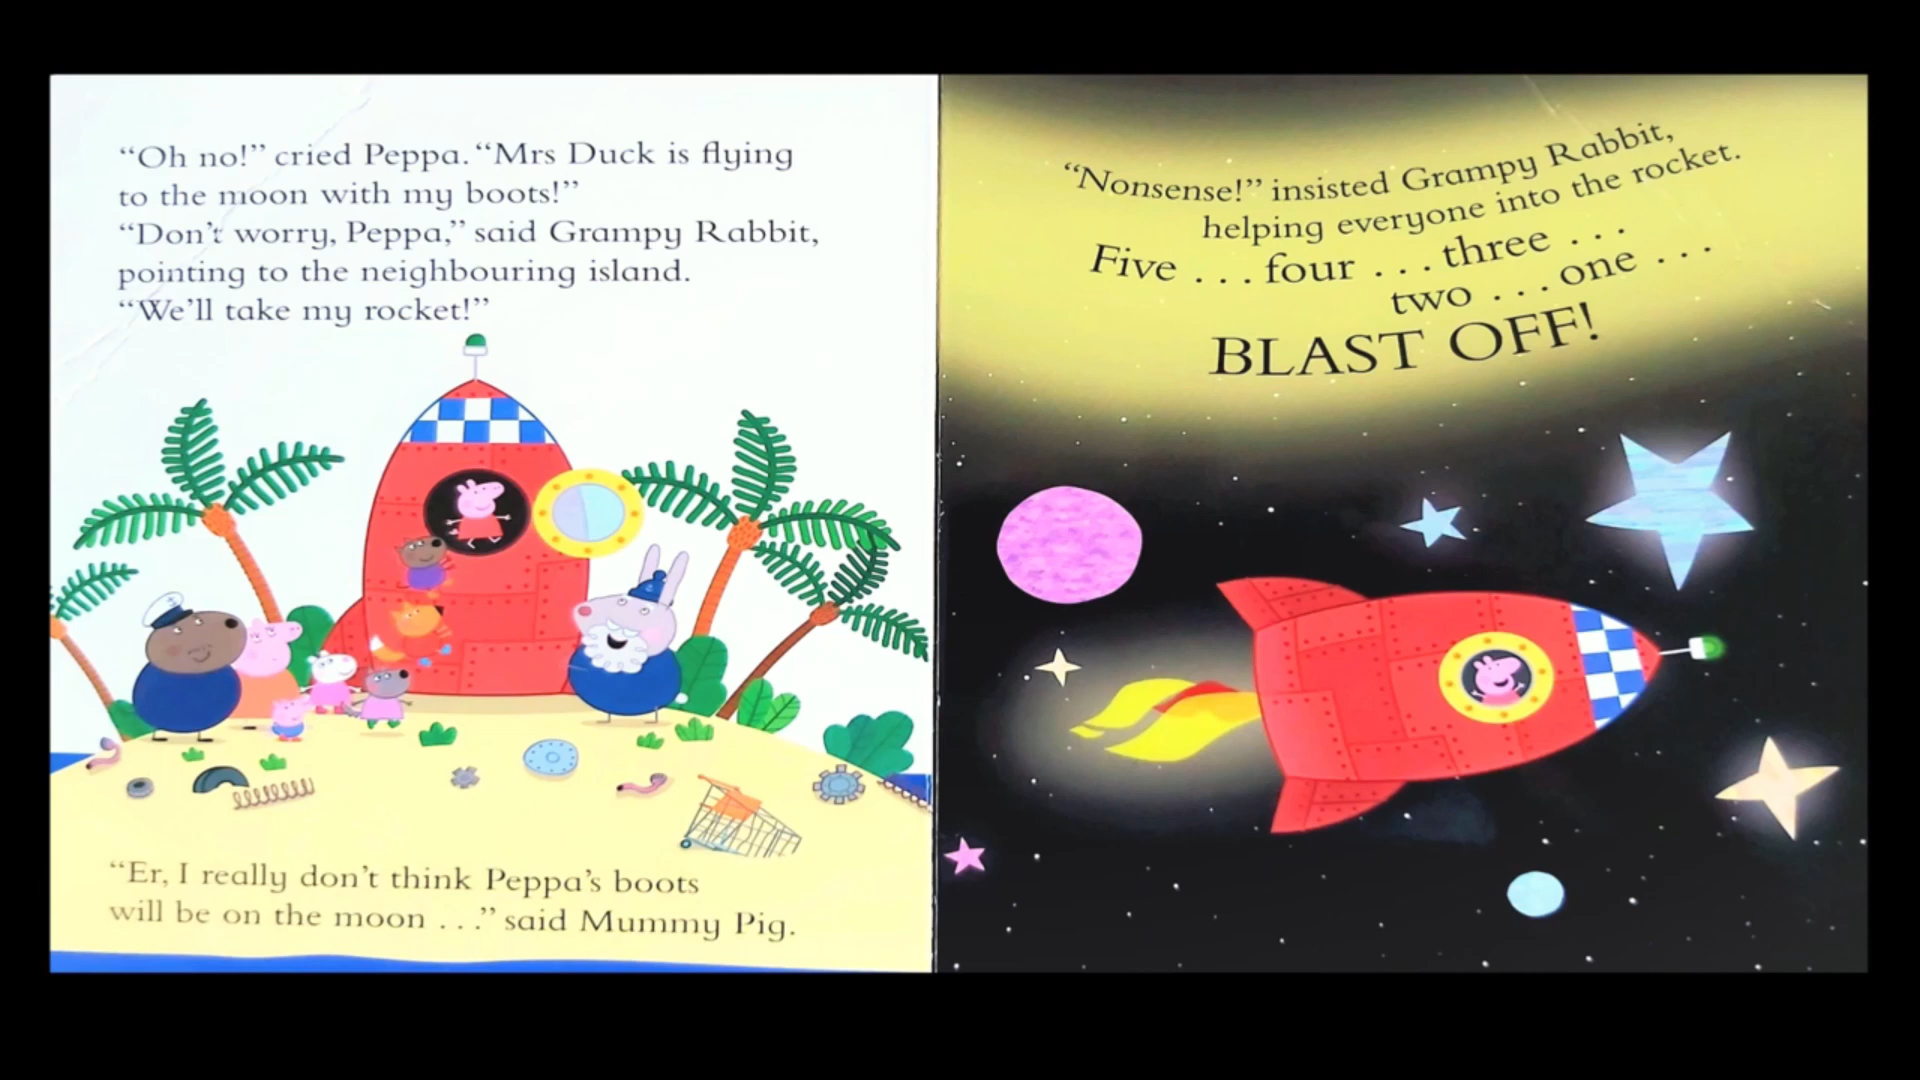 “Oh no!” cried Peppa. “Mrs Duck is flying
to the moon with my boots!”
“Don’t worry, Peppa,” said Grampy Rabbit,
pointing to the neighbouring island.
“We’ll take my rocket!”
“Er, I really don’t think Peppa’s boots
will be on the moon . . .” said Mummy Pig.
“Nonsense!” insisted Grampy Rabbit,
helping everyone into the rocket.
Five . . . four . . . three . . .
two . . . one . . .
BLAST OFF!